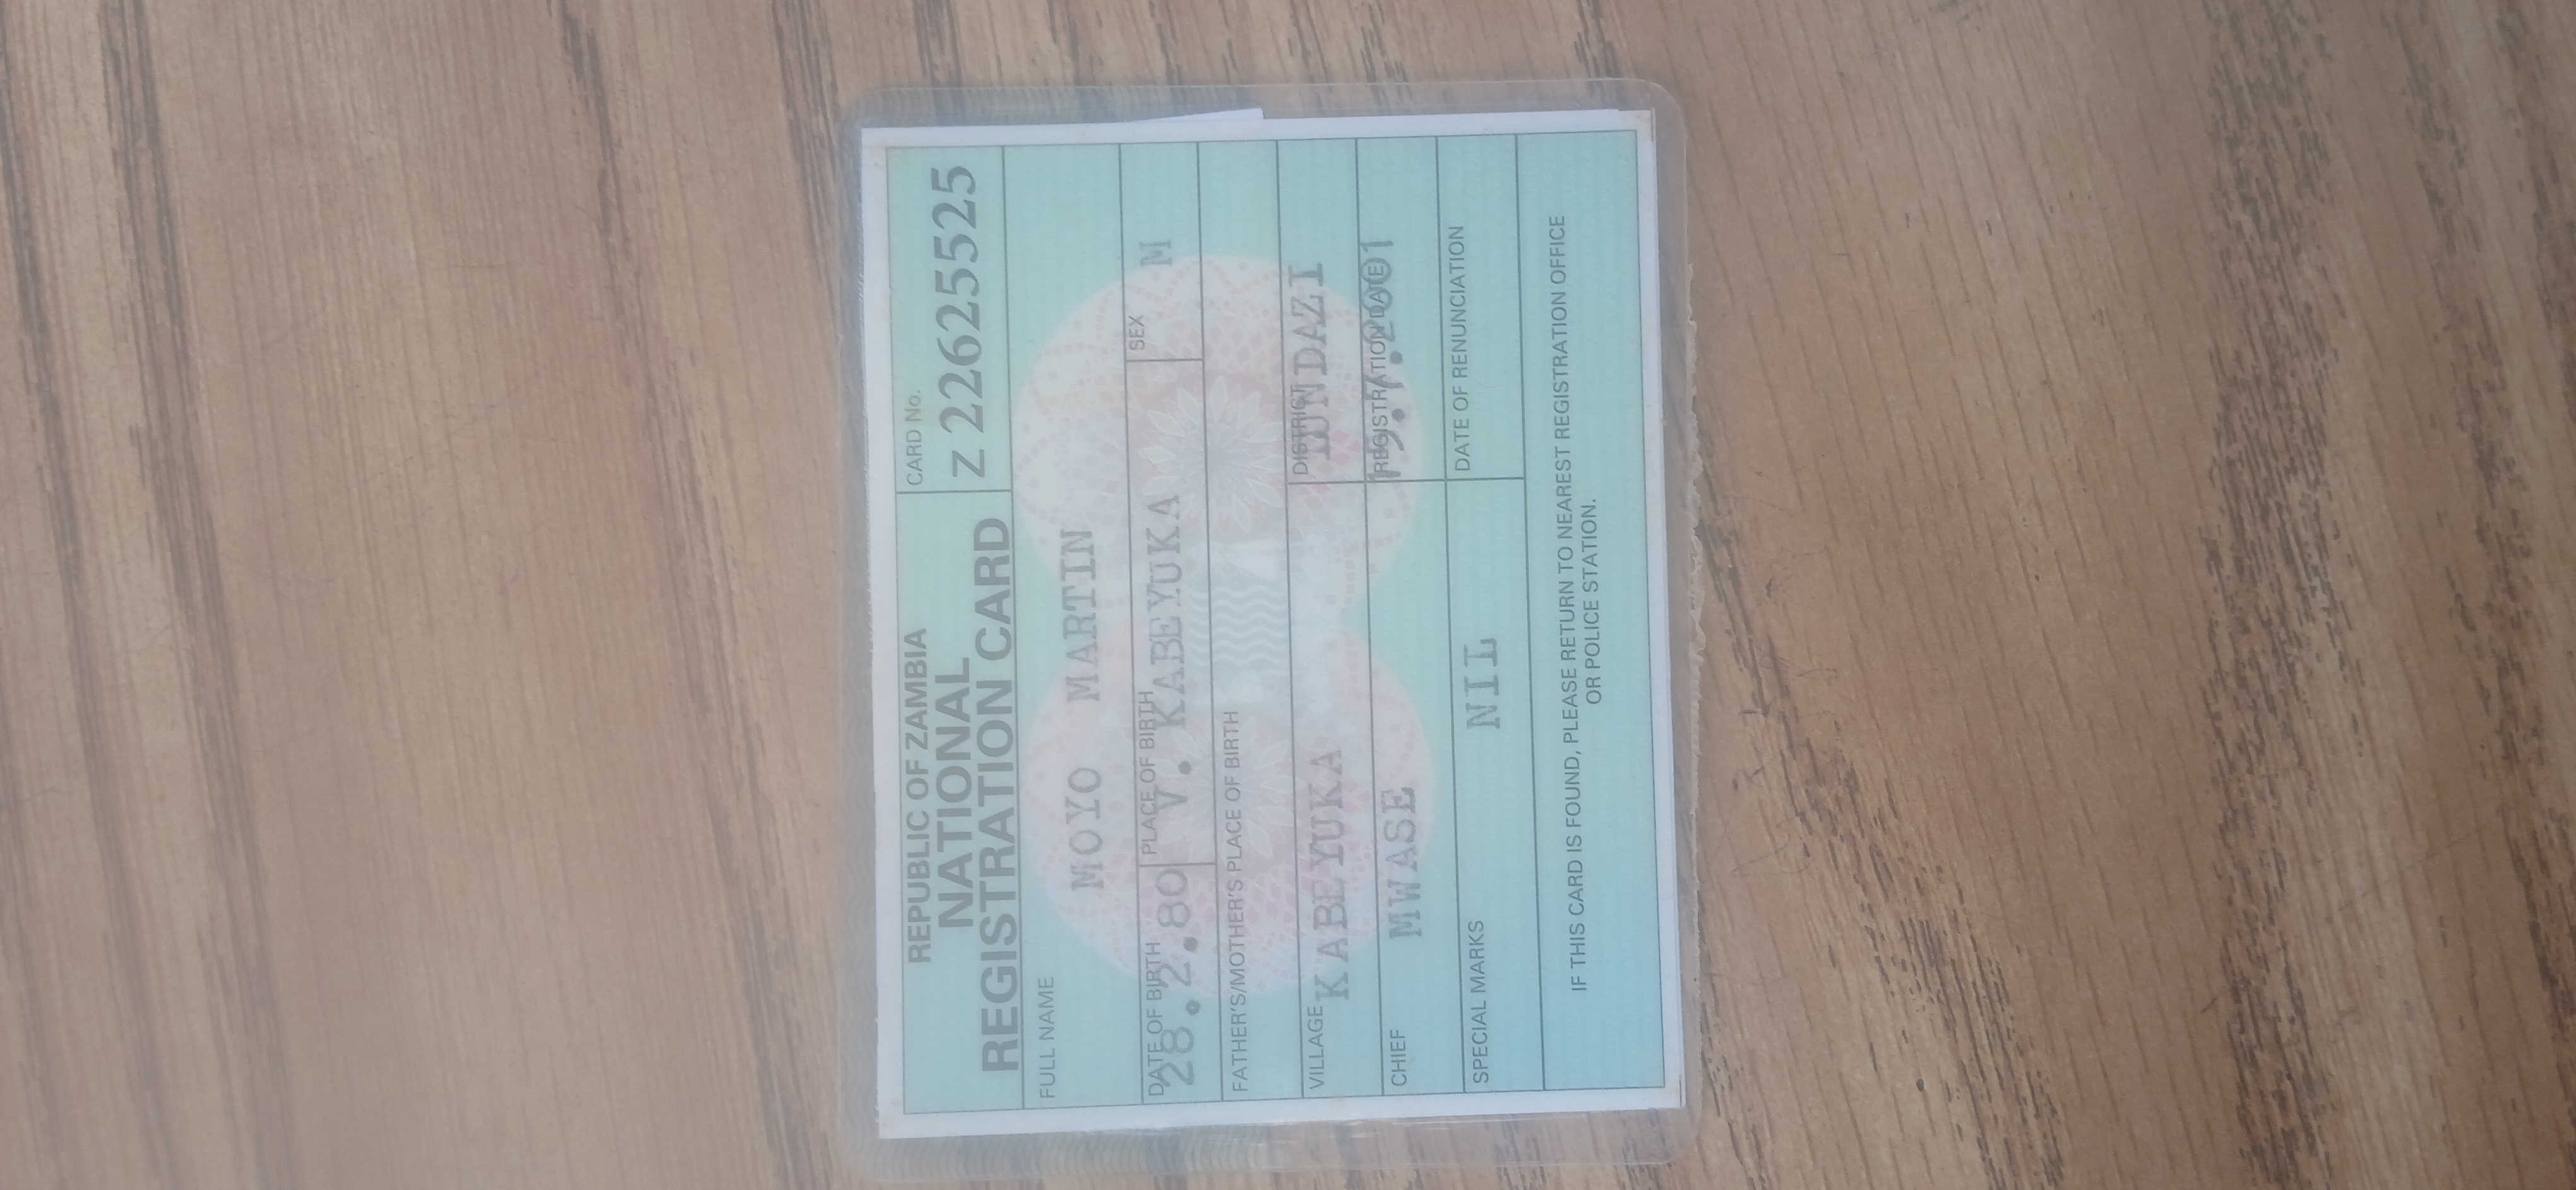 REPUBLIC OF ZAMBIA
NATIONAL
REGISTRATION CARD
CARD No.
Z 226255525
FULL NAME
MOYO MARTIN
DATE OF BIRTH
28.2.80
PLACE OF BIRTH
V. KABEYUKA
SEX
M
FATHER'S/MOTHER'S PLACE OF BIRTH
VILLAGE
KABEYUKA
DISTRICT
LUNDAZI
CHIEF
MWASE
REGISTRATION DATE
SPECIAL MARKS
NIL
DATE OF RENUNCIATION
IF THIS CARD IS FOUND, PLEASE RETURN TO NEAREST REGISTRATION OFFICE
OR POLICE STATION.